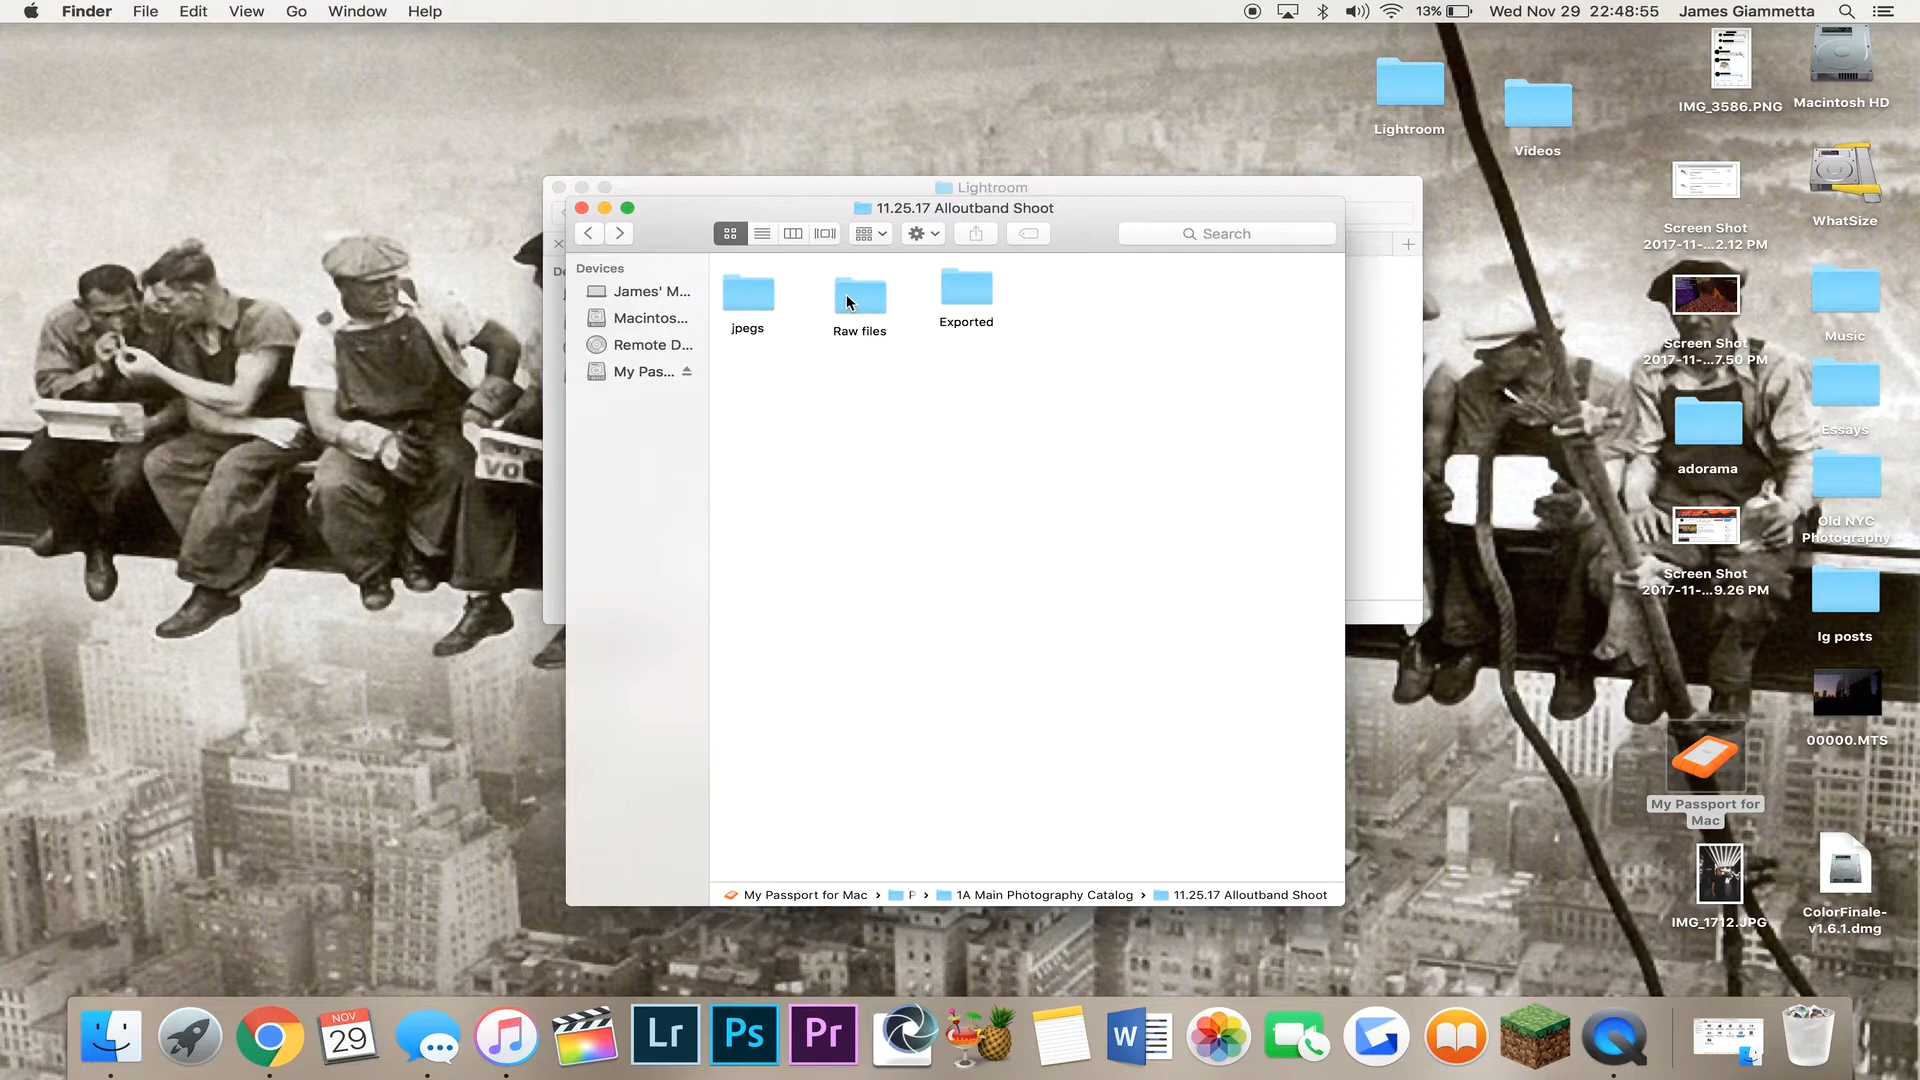 Finder File Edit View Go Window Help
13% Wed Nov 29 22:48:55 James Giammetta
IMG_3586.PNG
Macintosh HD
Lightroom
Videos
WhatSize
Screen Shot
2017-11-...2.12 PM
Music
Screen Shot
2017-11-...7.50 PM
Essays
adorama
Old NYC
Photography
Screen Shot
2017-11-...9.26 PM
Ig posts
00000.MTS
My Passport for
Mac
IMG_1712.JPG
ColorFinale-
v1.6.1.dmg
Lightroom
11.25.17 Alloutband Shoot
Search
De
Devices
James' M...
Macintos...
Remote D...
My Pas...
jpegs
Raw files
Exported
My Passport for Mac › P › 1A Main Photography Catalog › 11.25.17 Alloutband Shoot
VO
NOV
29
Lr
Ps
Pr
W